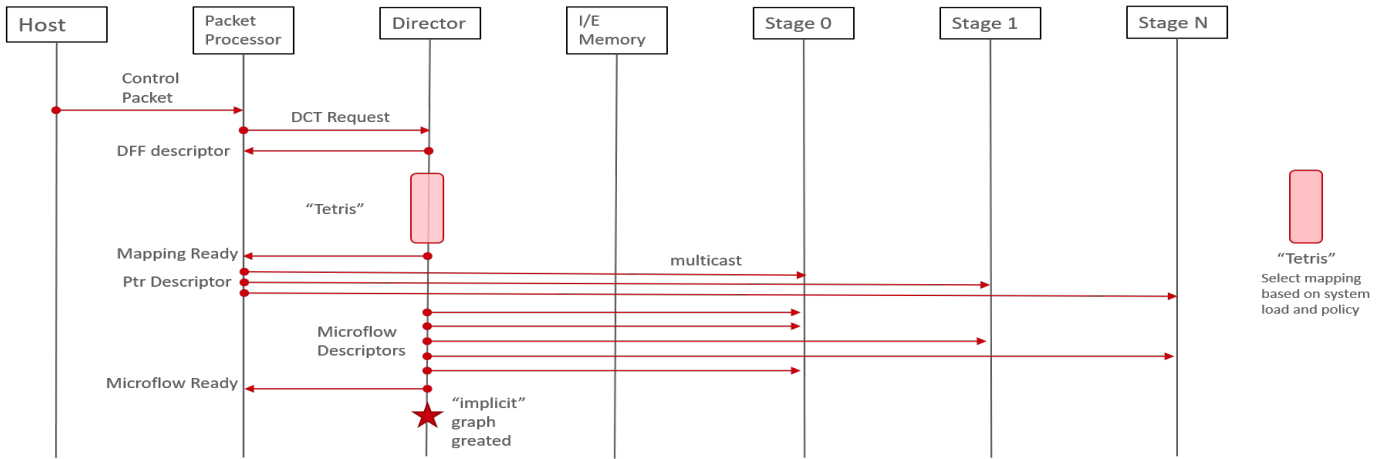 Host
Packet
Processor
Director
I/E
Memory
Stage 0
Stage 1
Stage N
Control
Packet
DCT Request
DFF descriptor
“Tetris”
Mapping Ready
multicast
Ptr Descriptor
Microflow
Descriptors
Microflow Ready
“implicit”
graph
greated
“Tetris”
Select mapping
based on system
load and policy